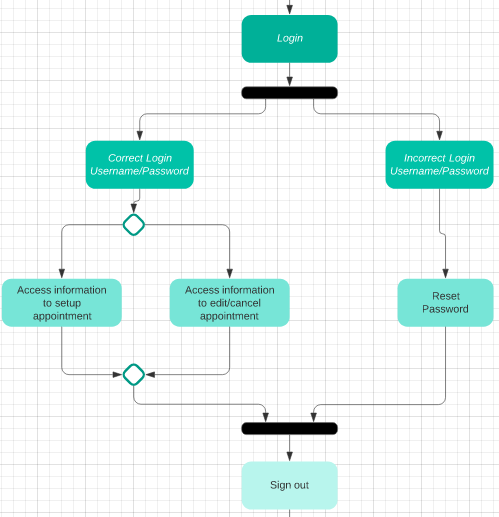 Login
Correct Login
Username/Password
Incorrect Login
Username/Password
Access information
to setup
appointment
Access information
to edit/cancel
appointment
Reset
Password
Sign out